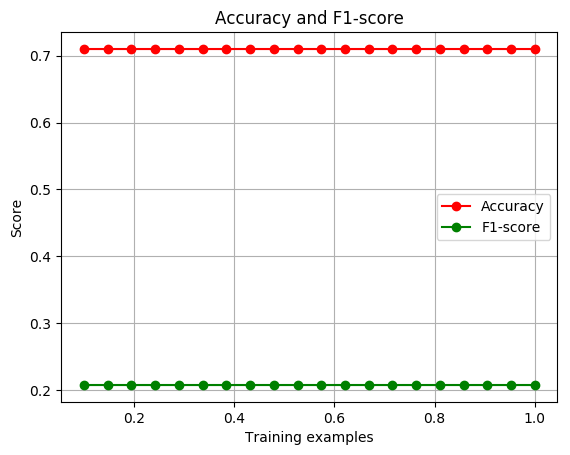 Accuracy and F1-score
0.7
0.6
0.5
0.4
0.3
0.2
Score
Accuracy
F1-score
0.2 0.4 0.6 0.8 1.0
Training examples